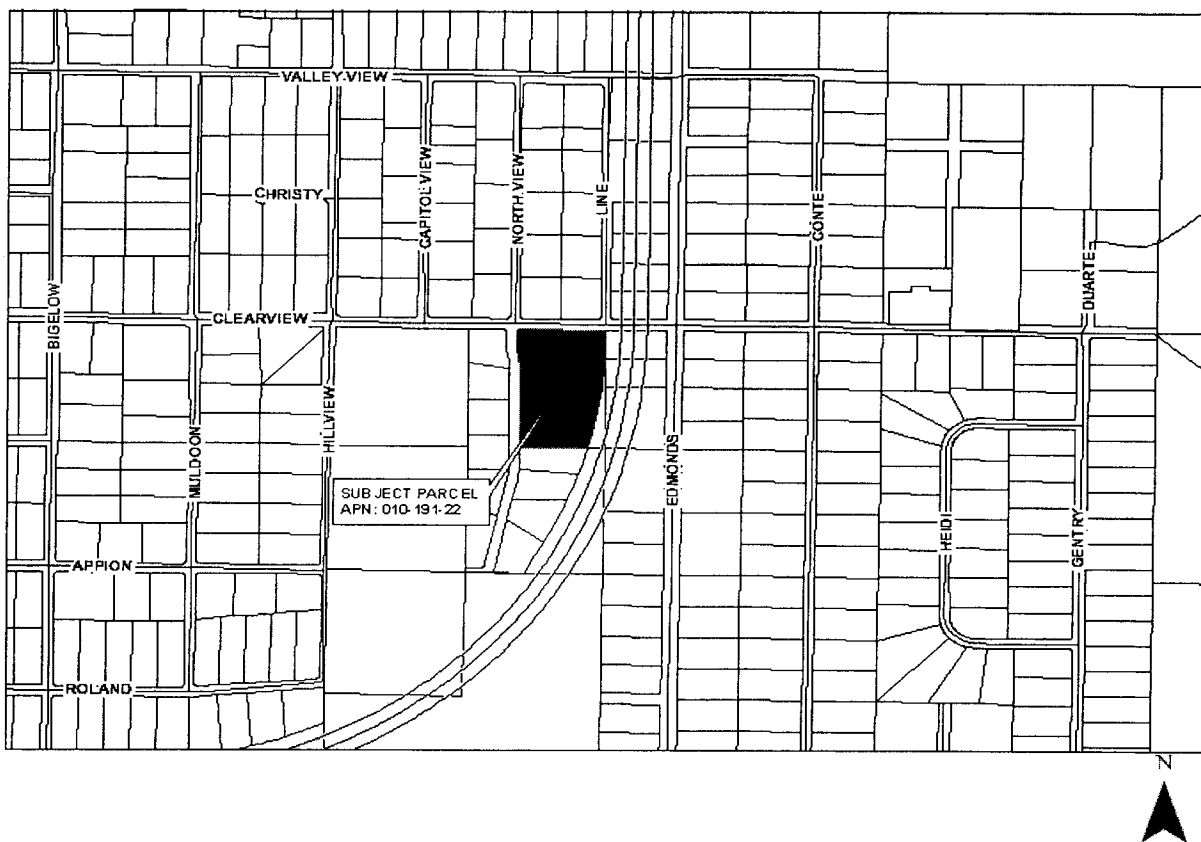 VALLEY VIEW
CHRISTY
CAPITOL VIEW
NORTH VIEW
LINE
CONTE
DUARTE
BIGELOW
CLEARVIEW
MULDOON
HILLVIEW
EDMONDS
SUBJECT PARCEL
APN: 010-191-22
HEIDI
GENTRY
APPION
ROLAND
N